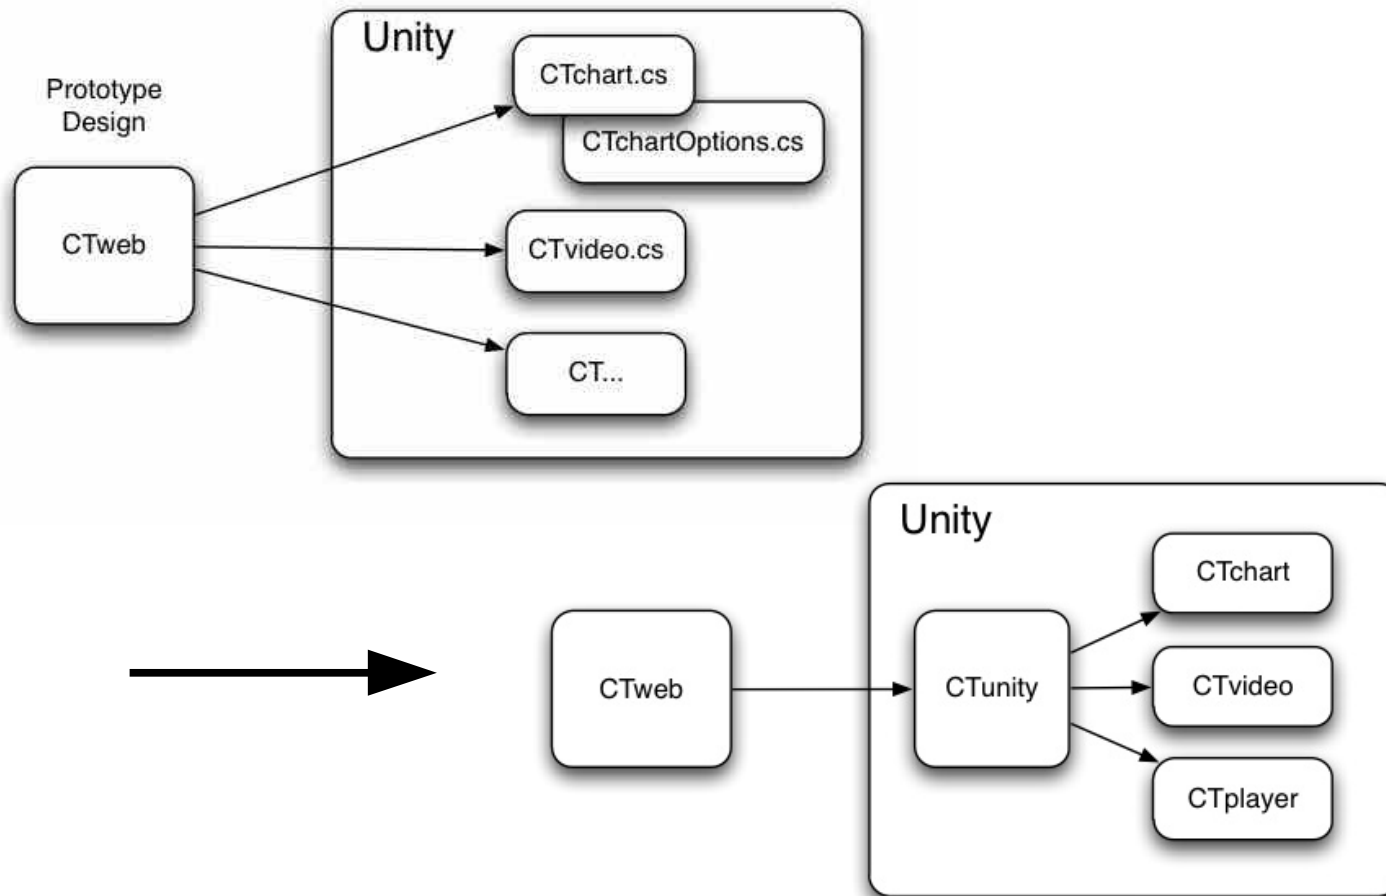 Unity
CTchart.cs
CTchartOptions.cs
Prototype
Design
CTweb
CTvideo.cs
CT...
Unity
CTchart
CTweb
CTunity
CTvideo
CTplayer